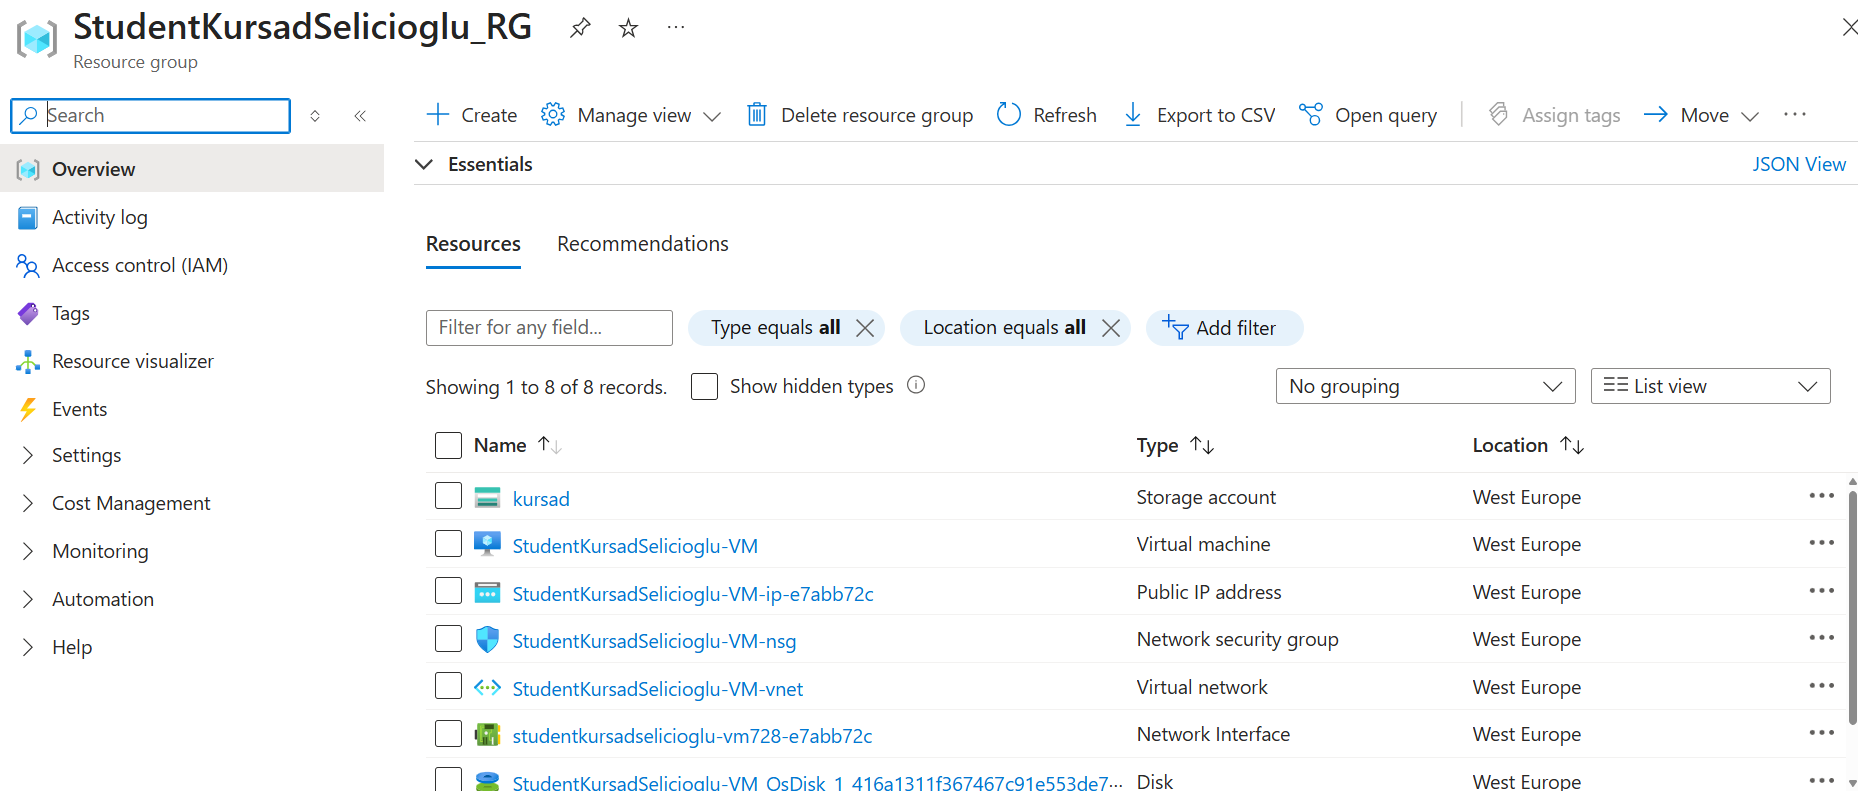 StudentKursadSelicioglu_RG
Resource group
Search
Create Manage view Delete resource group Refresh Export to CSV Open query Assign tags Move
Overview
Activity log
Access control (IAM)
Tags
Resource visualizer
Events
Settings
Cost Management
Monitoring
Automation
Help
Essentials JSON View
Resources Recommendations
Filter for any field... Type equals all Location equals all Add filter
Showing 1 to 8 of 8 records. Show hidden types No grouping List view
Name Type Location
kursad Storage account West Europe
StudentKursadSelicioglu-VM Virtual machine West Europe
StudentKursadSelicioglu-VM-ip-e7abb72c Public IP address West Europe
StudentKursadSelicioglu-VM-nsg Network security group West Europe
StudentKursadSelicioglu-VM-vnet Virtual network West Europe
studentkursadselicioglu-vm728-e7abb72c Network Interface West Europe
StudentKursadSelicioglu-VM_OsDisk_1_416a1311f367467c91e553de7... Disk West Europe